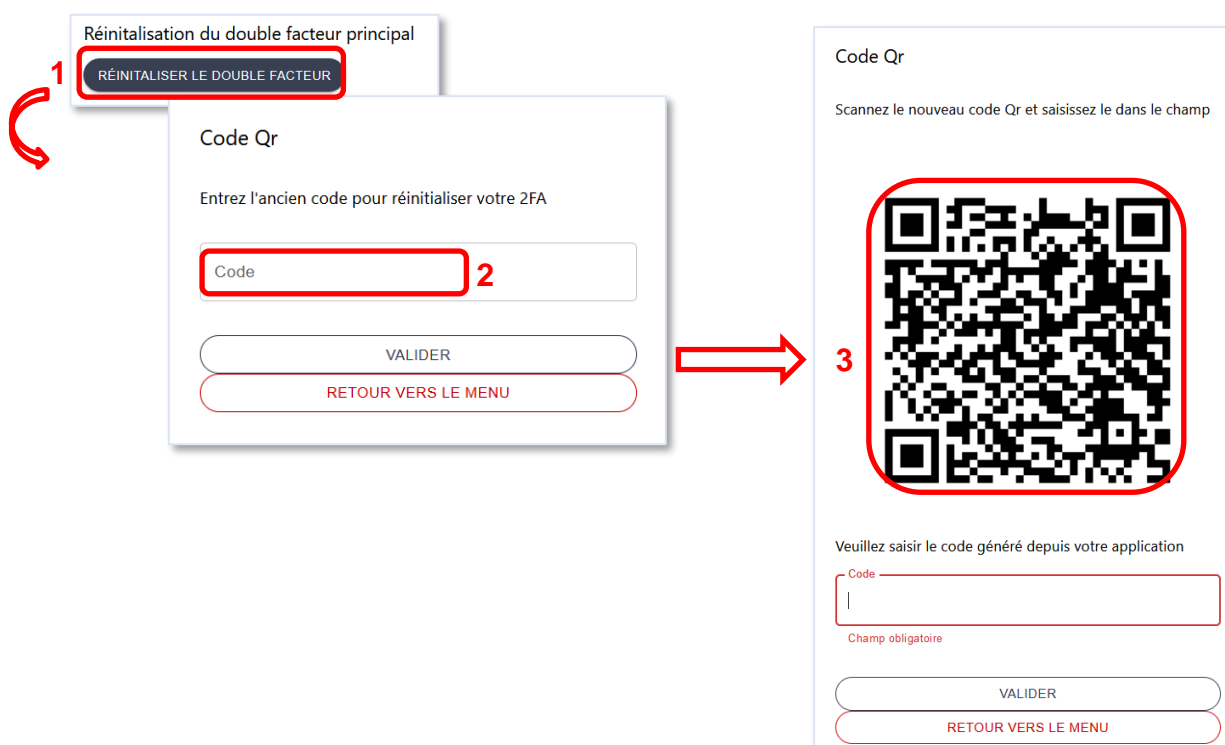 Réinitalisation du double facteur principal
1
RÉINITALISER LE DOUBLE FACTEUR
Code Qr
Entrez l'ancien code pour réinitialiser votre 2FA
Code
2
VALIDER
RETOUR VERS LE MENU
Code Qr
Scannez le nouveau code Qr et saisissez le dans le champ
3
Veuillez saisir le code généré depuis votre application
Code
Champ obligatoire
VALIDER
RETOUR VERS LE MENU